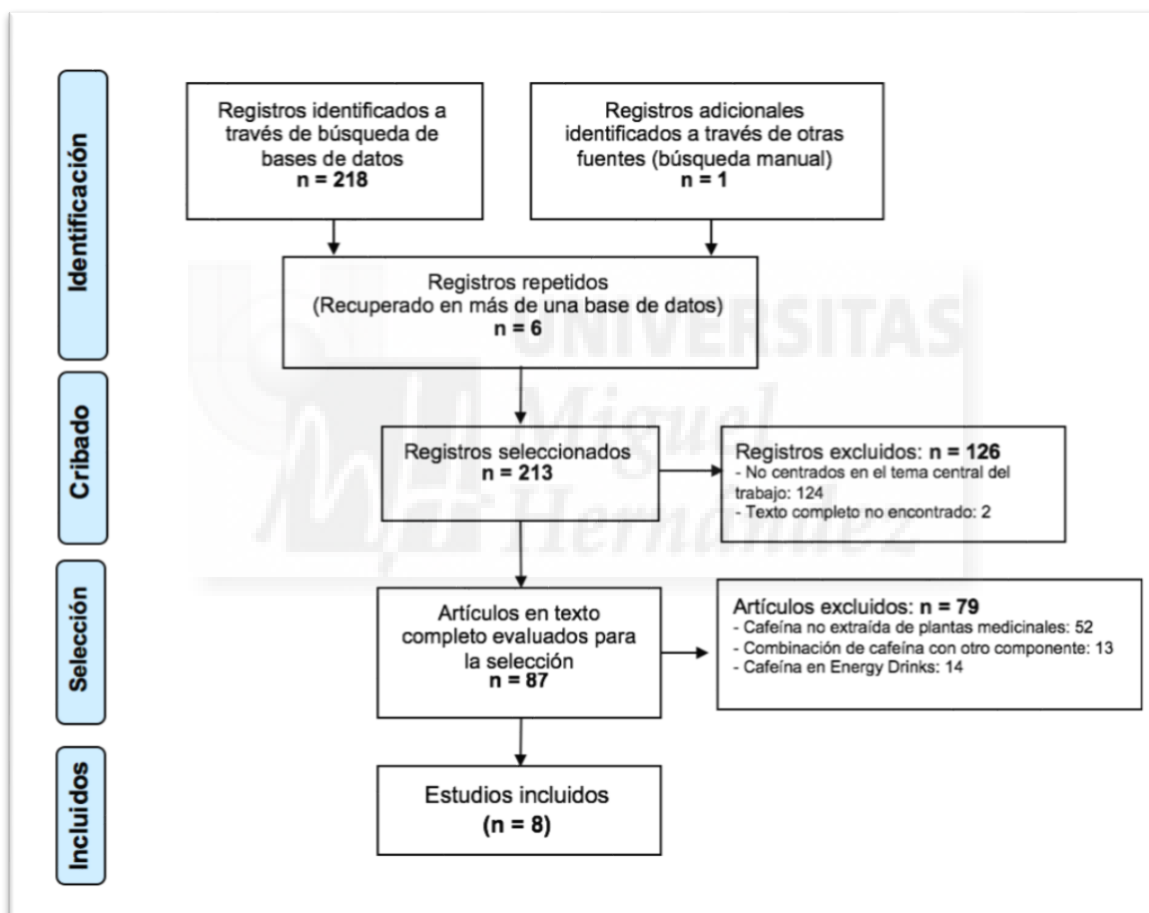 Identificación
Registros identificados a
través de búsqueda de
bases de datos
n = 218
Registros adicionales
identificados a través de otras
fuentes (búsqueda manual)
n = 1
Registros repetidos
(Recuperado en más de una base de datos)
n = 6
Cribado
Registros seleccionados
n = 213
Registros excluidos: n = 126
- No centrados en el tema central del
trabajo: 124
- Texto completo no encontrado: 2
Selección
Artículos en texto
completo evaluados para
la selección
n = 87
Artículos excluidos: n = 79
- Cafeína no extraída de plantas medicinales: 52
- Combinación de cafeína con otro componente: 13
- Cafeína en Energy Drinks: 14
Incluidos
Estudios incluidos
(n = 8)
UNIVERSITAS
Miguel
Hernández